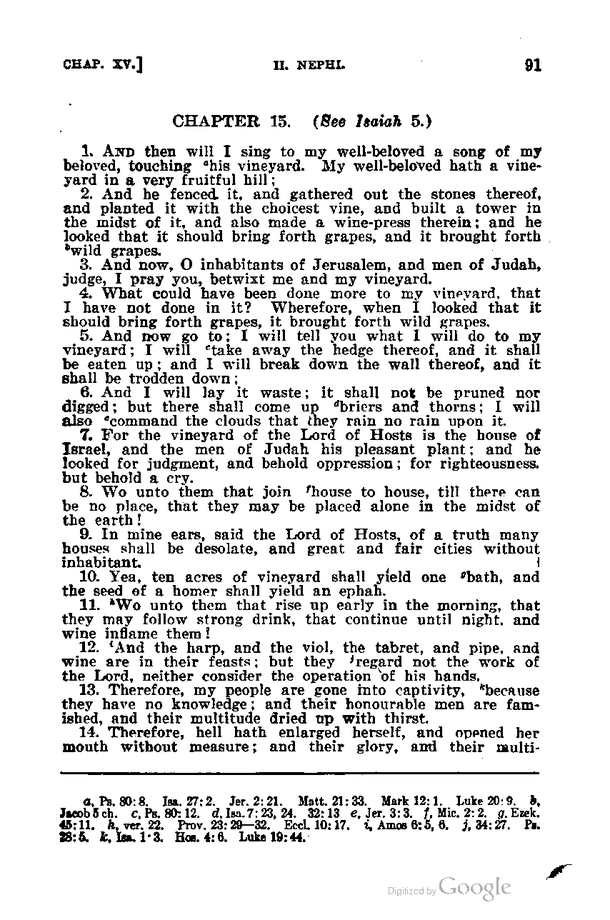 CHAP. XV.] II. NEPHI. 91
CHAPTER 15. (See Isaiah 5.)
1. AND then will I sing to my well-beloved a song of my
beloved, touching ᵃhis vineyard. My well-beloved hath a vine-
yard in a very fruitful hill;
2. And he fenced it, and gathered out the stones thereof,
and planted it with the choicest vine, and built a tower in
the midst of it, and also made a wine-press therein; and he
looked that it should bring forth grapes, and it brought forth
ᵇwild grapes.
3. And now, O inhabitants of Jerusalem, and men of Judah,
judge, I pray you, betwixt me and my vineyard.
4. What could have been done more to my vineyard, that
I have not done in it? Wherefore, when I looked that it
should bring forth grapes, it brought forth wild grapes.
5. And now go to; I will tell you what I will do to my
vineyard; I will ᶜtake away the hedge thereof, and it shall
be eaten up; and I will break down the wall thereof, and it
shall be trodden down;
6. And I will lay it waste; it shall not be pruned nor
digged; but there shall come up ᵈbriers and thorns; I will
also ᵉcommand the clouds that they rain no rain upon it.
7. For the vineyard of the Lord of Hosts is the house of
Israel, and the men of Judah his pleasant plant; and he
looked for judgment, and behold oppression; for righteousness,
but behold a cry.
8. Wo unto them that join ᶠhouse to house, till there can
be no place, that they may be placed alone in the midst of
the earth!
9. In mine ears, said the Lord of Hosts, of a truth many
houses shall be desolate, and great and fair cities without
inhabitant.
10. Yea, ten acres of vineyard shall yield one ᵍbath, and
the seed of a homer shall yield an ephah.
11. ʰWo unto them that rise up early in the morning, that
they may follow strong drink, that continue until night, and
wine inflame them!
12. ⁱAnd the harp, and the viol, the tabret, and pipe, and
wine are in their feasts; but they ʲregard not the work of
the Lord, neither consider the operation of his hands.
13. Therefore, my people are gone into captivity, ᵏbecause
they have no knowledge; and their honourable men are fam-
ished, and their multitude dried up with thirst.
14. Therefore, hell hath enlarged herself, and opened her
mouth without measure; and their glory, and their multi-
a, Ps. 80: 8. Isa. 27: 2. Jer. 2: 21. Matt. 21: 33. Mark 12: 1. Luke 20: 9. b,
Jacob 5 ch. c, Ps. 80: 12. d, Isa. 7: 23, 24. 32: 13 e, Jer. 3: 3. f, Mic. 2: 2. g, Ezek.
45: 11. h, ver. 22. Prov. 23: 29—32. Eccl. 10: 17. i, Amos 6: 5, 6. j, 34: 27. Ps.
28: 5. k, Isa. 1: 3. Hos. 4: 6. Luke 19: 44.
Digitized by Google